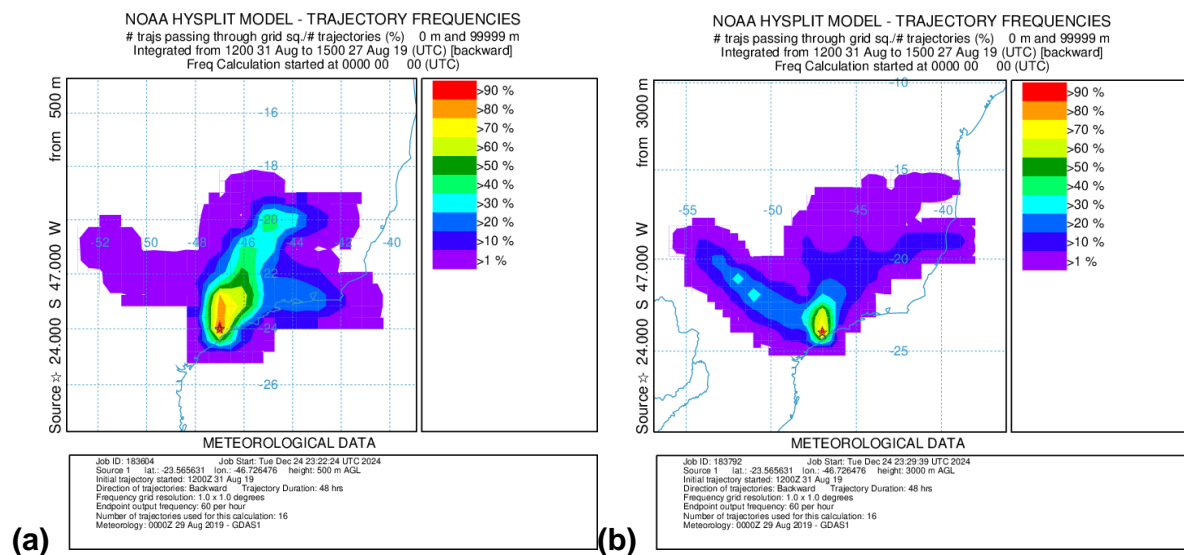 NOAA HYSPLIT MODEL - TRAJECTORY FREQUENCIES
# trajs passing through grid sq./# trajectories (%) 0 m and 99999 m
Integrated from 1200 31 Aug to 1500 27 Aug 19 (UTC) [backward]
Freq Calculation started at 0000 00 00 (UTC)
Source ☆ 24.000 S 47.000 W from 500 m
-16
-18
-20
-52 -50 -48 -46 -44 -42 -40
-22
-24
-26
>90 %
>80 %
>70 %
>60 %
>50 %
>40 %
>30 %
>20 %
>10 %
>1 %
METEOROLOGICAL DATA
Job ID: 183604 Job Start: Tue Dec 24 23:22:24 UTC 2024
Source 1 lat.: -23.565631 lon.: -46.726476 height: 500 m AGL
Initial trajectory started: 1200Z 31 Aug 19
Direction of trajectories: Backward Trajectory Duration: 48 hrs
Frequency grid resolution: 1.0 x 1.0 degrees
Endpoint output frequency: 60 per hour
Number of trajectories used for this calculation: 16
Meteorology: 0000Z 29 Aug 2019 - GDAS1
(a)
NOAA HYSPLIT MODEL - TRAJECTORY FREQUENCIES
# trajs passing through grid sq./# trajectories (%) 0 m and 99999 m
Integrated from 1200 31 Aug to 1500 27 Aug 19 (UTC) [backward]
Freq Calculation started at 0000 00 00 (UTC)
Source ☆ 24.000 S 47.000 W from 3000 m
-10
-15
-55 -50 -45 -40
-20
-25
>90 %
>80 %
>70 %
>60 %
>50 %
>40 %
>30 %
>20 %
>10 %
>1 %
METEOROLOGICAL DATA
Job ID: 183792 Job Start: Tue Dec 24 23:29:39 UTC 2024
Source 1 lat.: -23.565631 lon.: -46.726476 height: 3000 m AGL
Initial trajectory started: 1200Z 31 Aug 19
Direction of trajectories: Backward Trajectory Duration: 48 hrs
Frequency grid resolution: 1.0 x 1.0 degrees
Endpoint output frequency: 60 per hour
Number of trajectories used for this calculation: 16
Meteorology: 0000Z 29 Aug 2019 - GDAS1
(b)